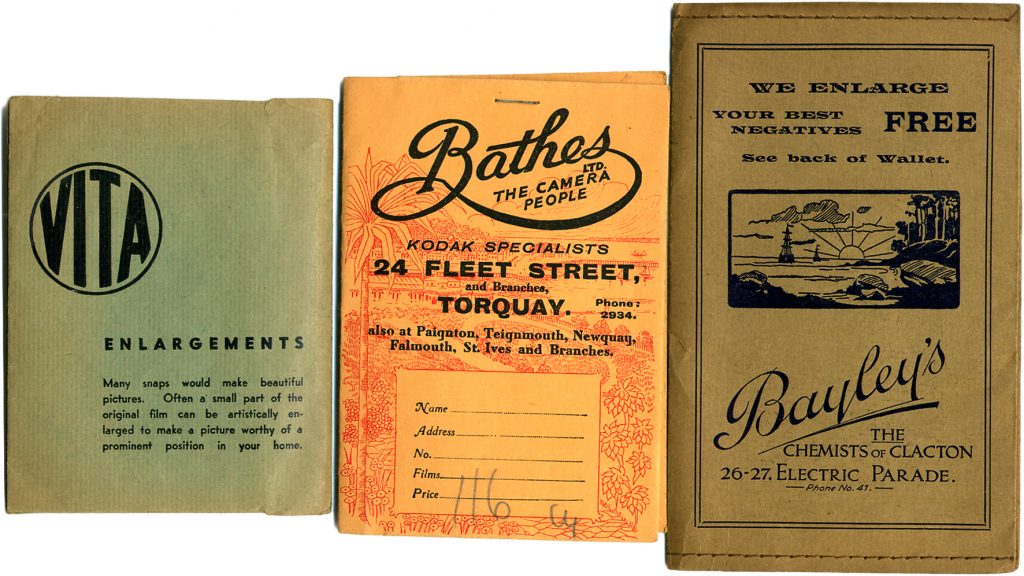 VITA
ENLARGEMENTS
Many snaps would make beautiful
pictures. Often a small part of the
original film can be artistically en-
larged to make a picture worthy of a
prominent position in your home.
Bathes
LTD.
THE CAMERA
PEOPLE
KODAK SPECIALISTS
24 FLEET STREET,
and Branches,
TORQUAY.
Phone:
2934.
also at Paignton, Teignmouth, Newquay,
Falmouth, St. Ives and Branches.
Name
Address
No.
Films
Price 116
WE ENLARGE
YOUR BEST
NEGATIVES
FREE
See back of Wallet.
Bayley's
THE
CHEMISTS OF CLACTON
26-27, ELECTRIC PARADE.
Phone No. 41.